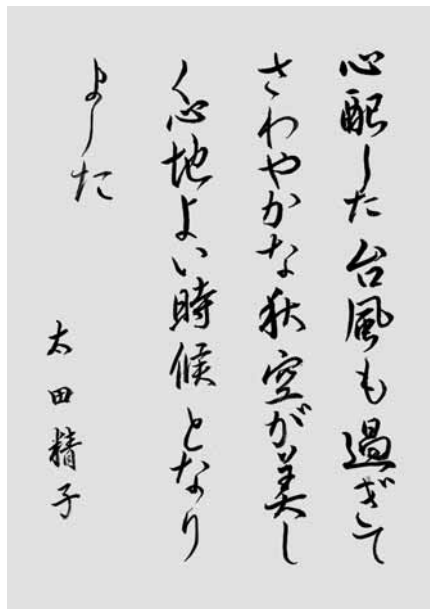 心配した台風も過ぎて
さわやかな秋空が美し
く心地よい時候となり
ました
太田精子